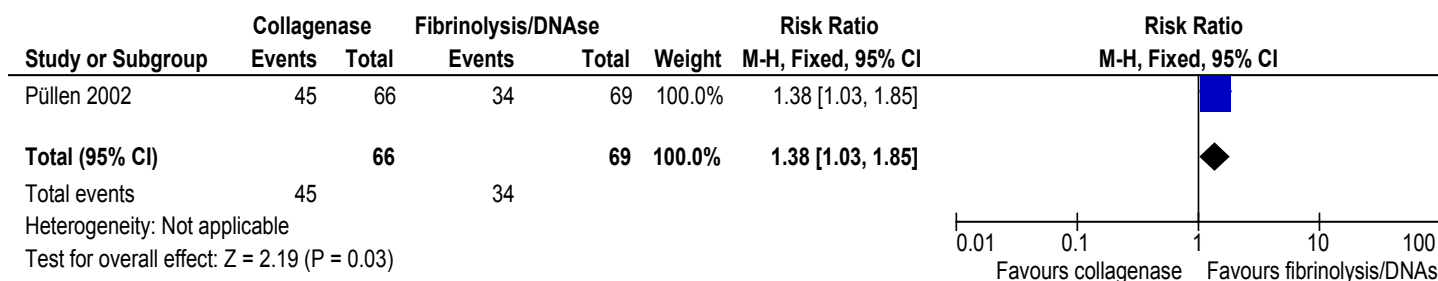 Collagenase Fibrinolysis/DNAse Risk Ratio Risk Ratio
Study or Subgroup Events Total Events Total Weight M-H, Fixed, 95% CI M-H, Fixed, 95% CI
Püllen 2002 45 66 34 69 100.0% 1.38 [1.03, 1.85]
Total (95% CI) 66 69 100.0% 1.38 [1.03, 1.85]
Total events 45 34
Heterogeneity: Not applicable
Test for overall effect: Z = 2.19 (P = 0.03)
0.01 0.1 1 10 100
Favours collagenase Favours fibrinolysis/DNAs